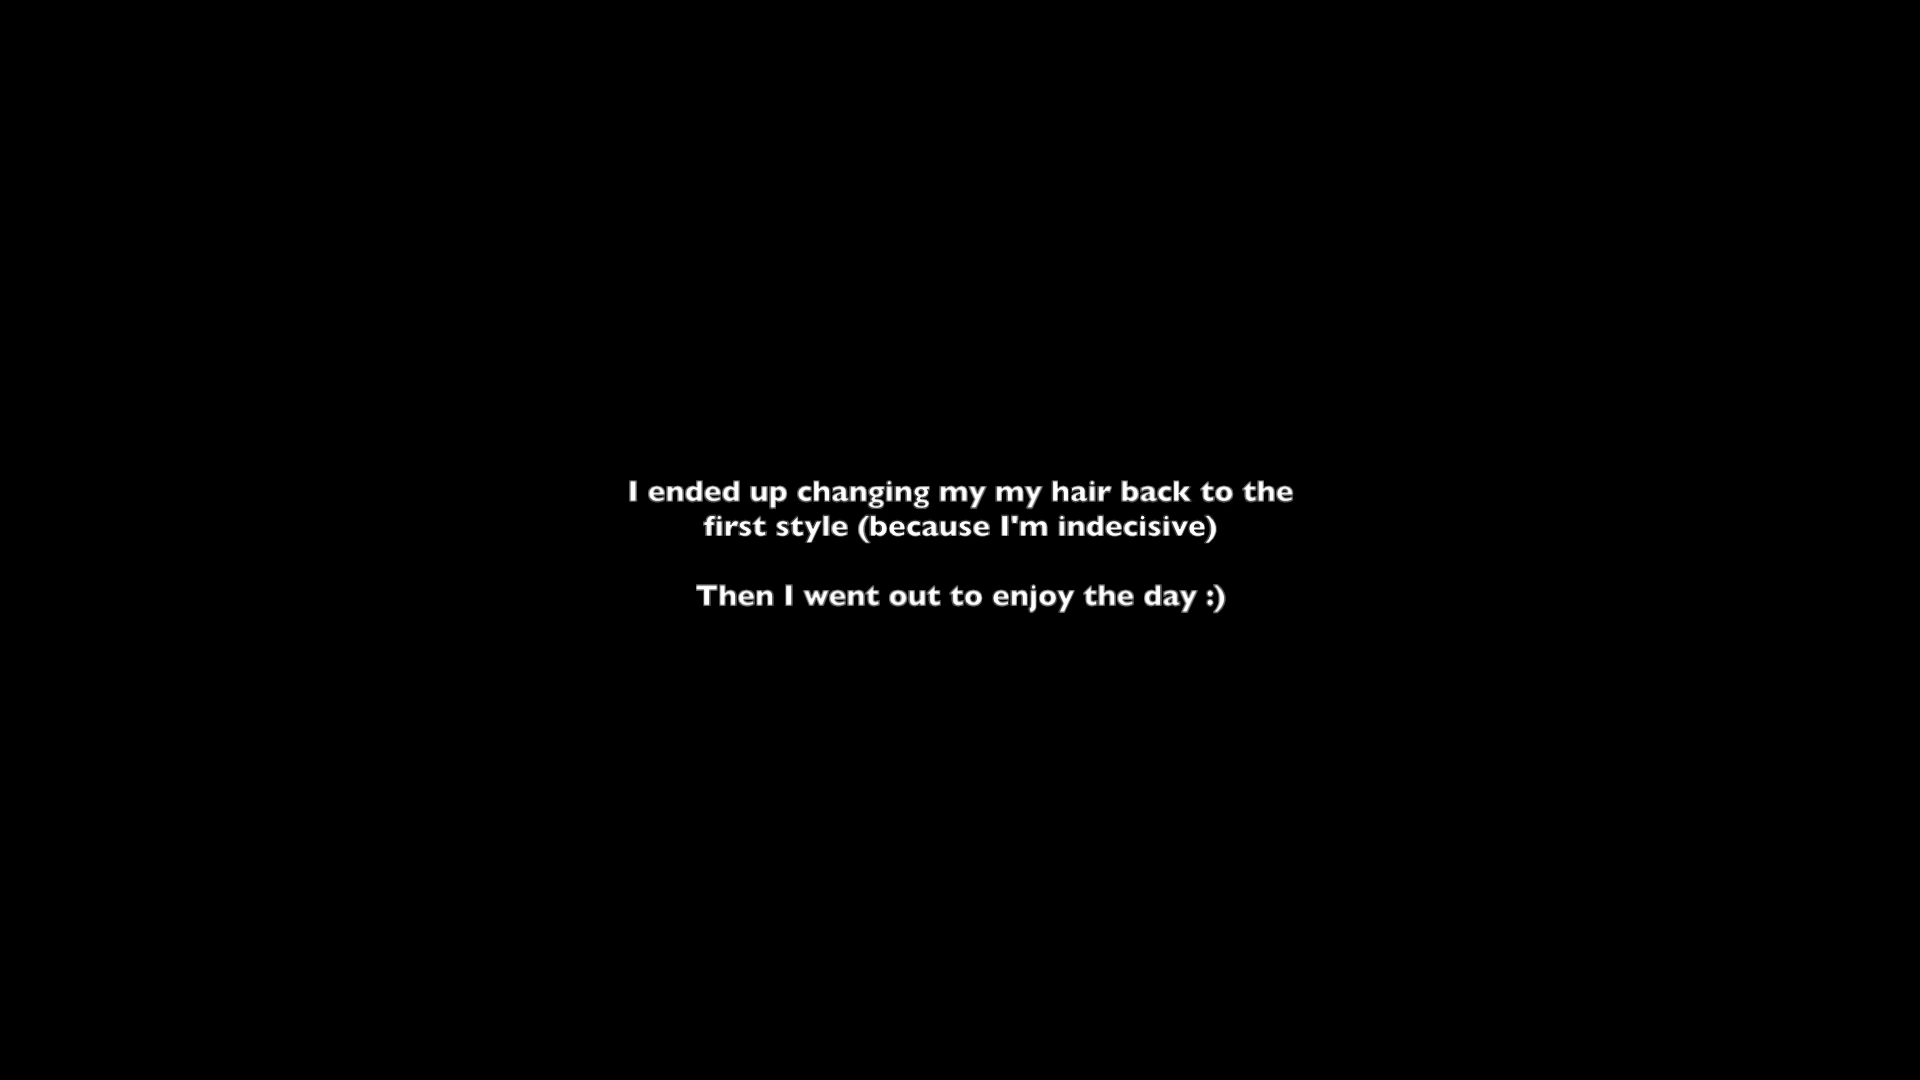 I ended up changing my my hair back to the
first style (because I'm indecisive)
Then I went out to enjoy the day :)